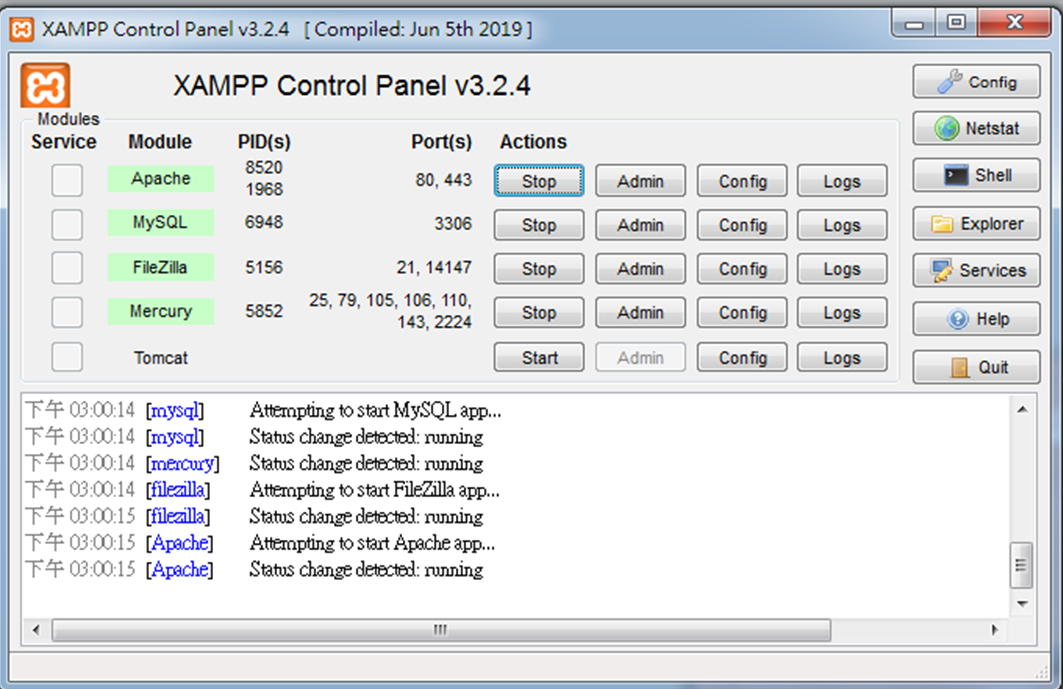 XAMPP Control Panel v3.2.4 [ Compiled: Jun 5th 2019 ]
XAMPP Control Panel v3.2.4
Config
Modules
Service Module PID(s) Port(s) Actions
Netstat
Apache 8520 1968 80, 443 Stop Admin Config Logs
Shell
MySQL 6948 3306 Stop Admin Config Logs
Explorer
FileZilla 5156 21, 14147 Stop Admin Config Logs
Services
Mercury 5852 25, 79, 105, 106, 110, 143, 2224 Stop Admin Config Logs
Help
Tomcat Start Admin Config Logs
Quit
下午 03:00:14 [mysql] Attempting to start MySQL app...
下午 03:00:14 [mysql] Status change detected: running
下午 03:00:14 [mercury] Status change detected: running
下午 03:00:14 [filezilla] Attempting to start FileZilla app...
下午 03:00:15 [filezilla] Status change detected: running
下午 03:00:15 [Apache] Attempting to start Apache app...
下午 03:00:15 [Apache] Status change detected: running